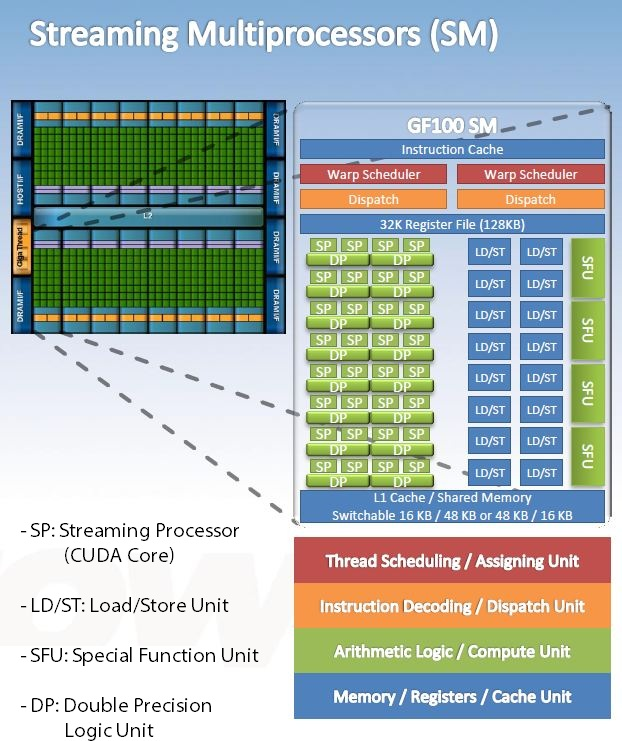 Streaming Multiprocessors (SM)
DRAM I/F
HOST I/F
Giga Thread
DRAM I/F
L2
DRAM I/F
DRAM I/F
DRAM I/F
DRAM I/F
GF100 SM
Instruction Cache
Warp Scheduler Warp Scheduler
Dispatch Dispatch
32K Register File (128KB)
SP SP SP SP LD/ST LD/ST SFU
DP DP
SP SP SP SP LD/ST LD/ST
DP DP
SP SP SP SP LD/ST LD/ST SFU
DP DP
SP SP SP SP LD/ST LD/ST
DP DP
SP SP SP SP LD/ST LD/ST SFU
DP DP
SP SP SP SP LD/ST LD/ST
DP DP
SP SP SP SP LD/ST LD/ST SFU
DP DP
SP SP SP SP LD/ST LD/ST
DP DP
L1 Cache / Shared Memory
Switchable 16 KB / 48 KB or 48 KB / 16 KB
- SP: Streaming Processor
(CUDA Core)
- LD/ST: Load/Store Unit
- SFU: Special Function Unit
- DP: Double Precision
Logic Unit
Thread Scheduling / Assigning Unit
Instruction Decoding / Dispatch Unit
Arithmetic Logic / Compute Unit
Memory / Registers / Cache Unit